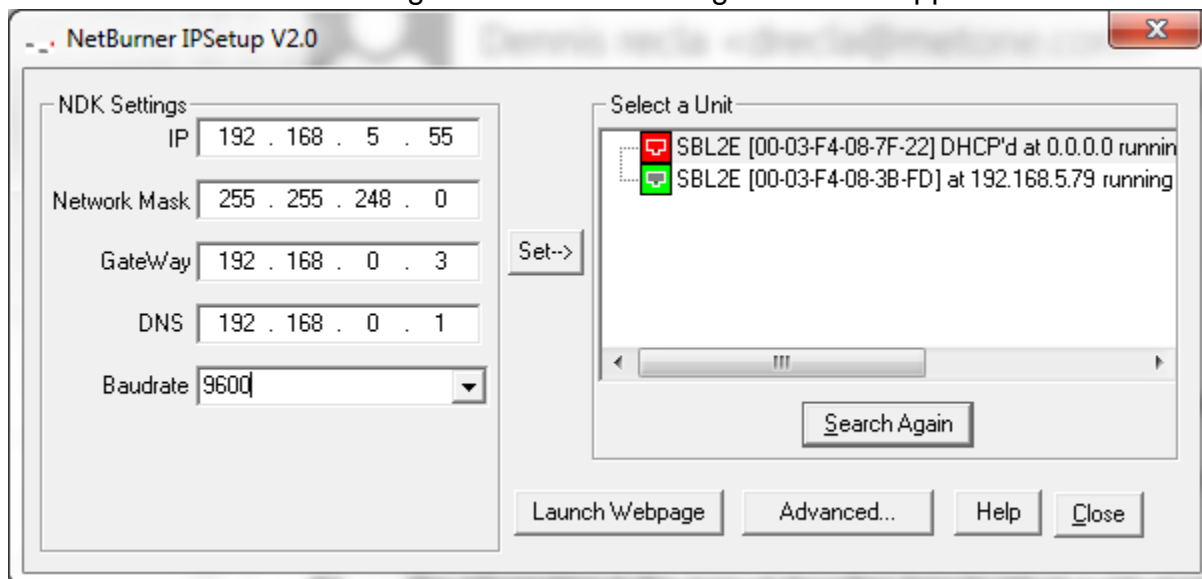 NetBurner IPSetup V2.0
NDK Settings
IP 192 . 168 . 5 . 55
Network Mask 255 . 255 . 248 . 0
GateWay 192 . 168 . 0 . 3
DNS 192 . 168 . 0 . 1
Baudrate 9600
Set-->
Select a Unit
SBL2E [00-03-F4-08-7F-22] DHCP'd at 0.0.0.0 runnin
SBL2E [00-03-F4-08-3B-FD] at 192.168.5.79 running
Search Again
Launch Webpage
Advanced...
Help
Close